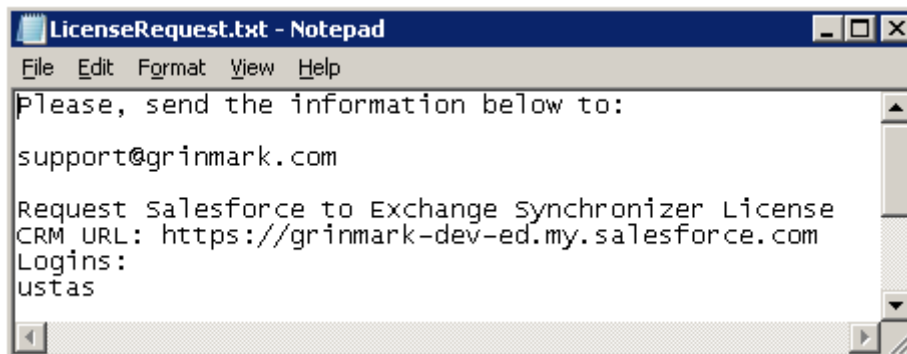 LicenseRequest.txt - Notepad
File Edit Format View Help
Please, send the information below to:
support@grinmark.com
Request Salesforce to Exchange Synchronizer License
CRM URL: https://grinmark-dev-ed.my.salesforce.com
Logins:
ustas